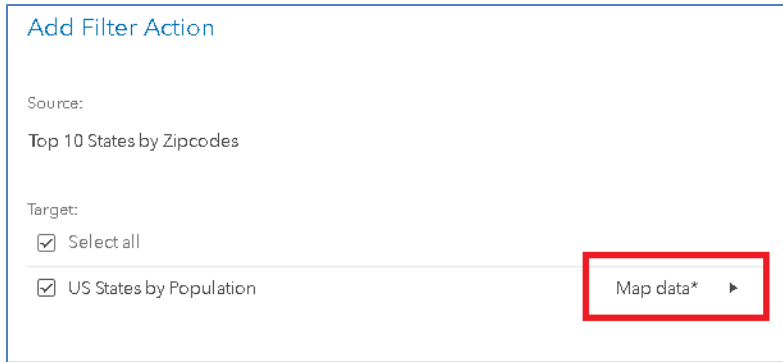 Add Filter Action
Source:
Top 10 States by Zipcodes
Target:
Select all
US States by Population Map data*